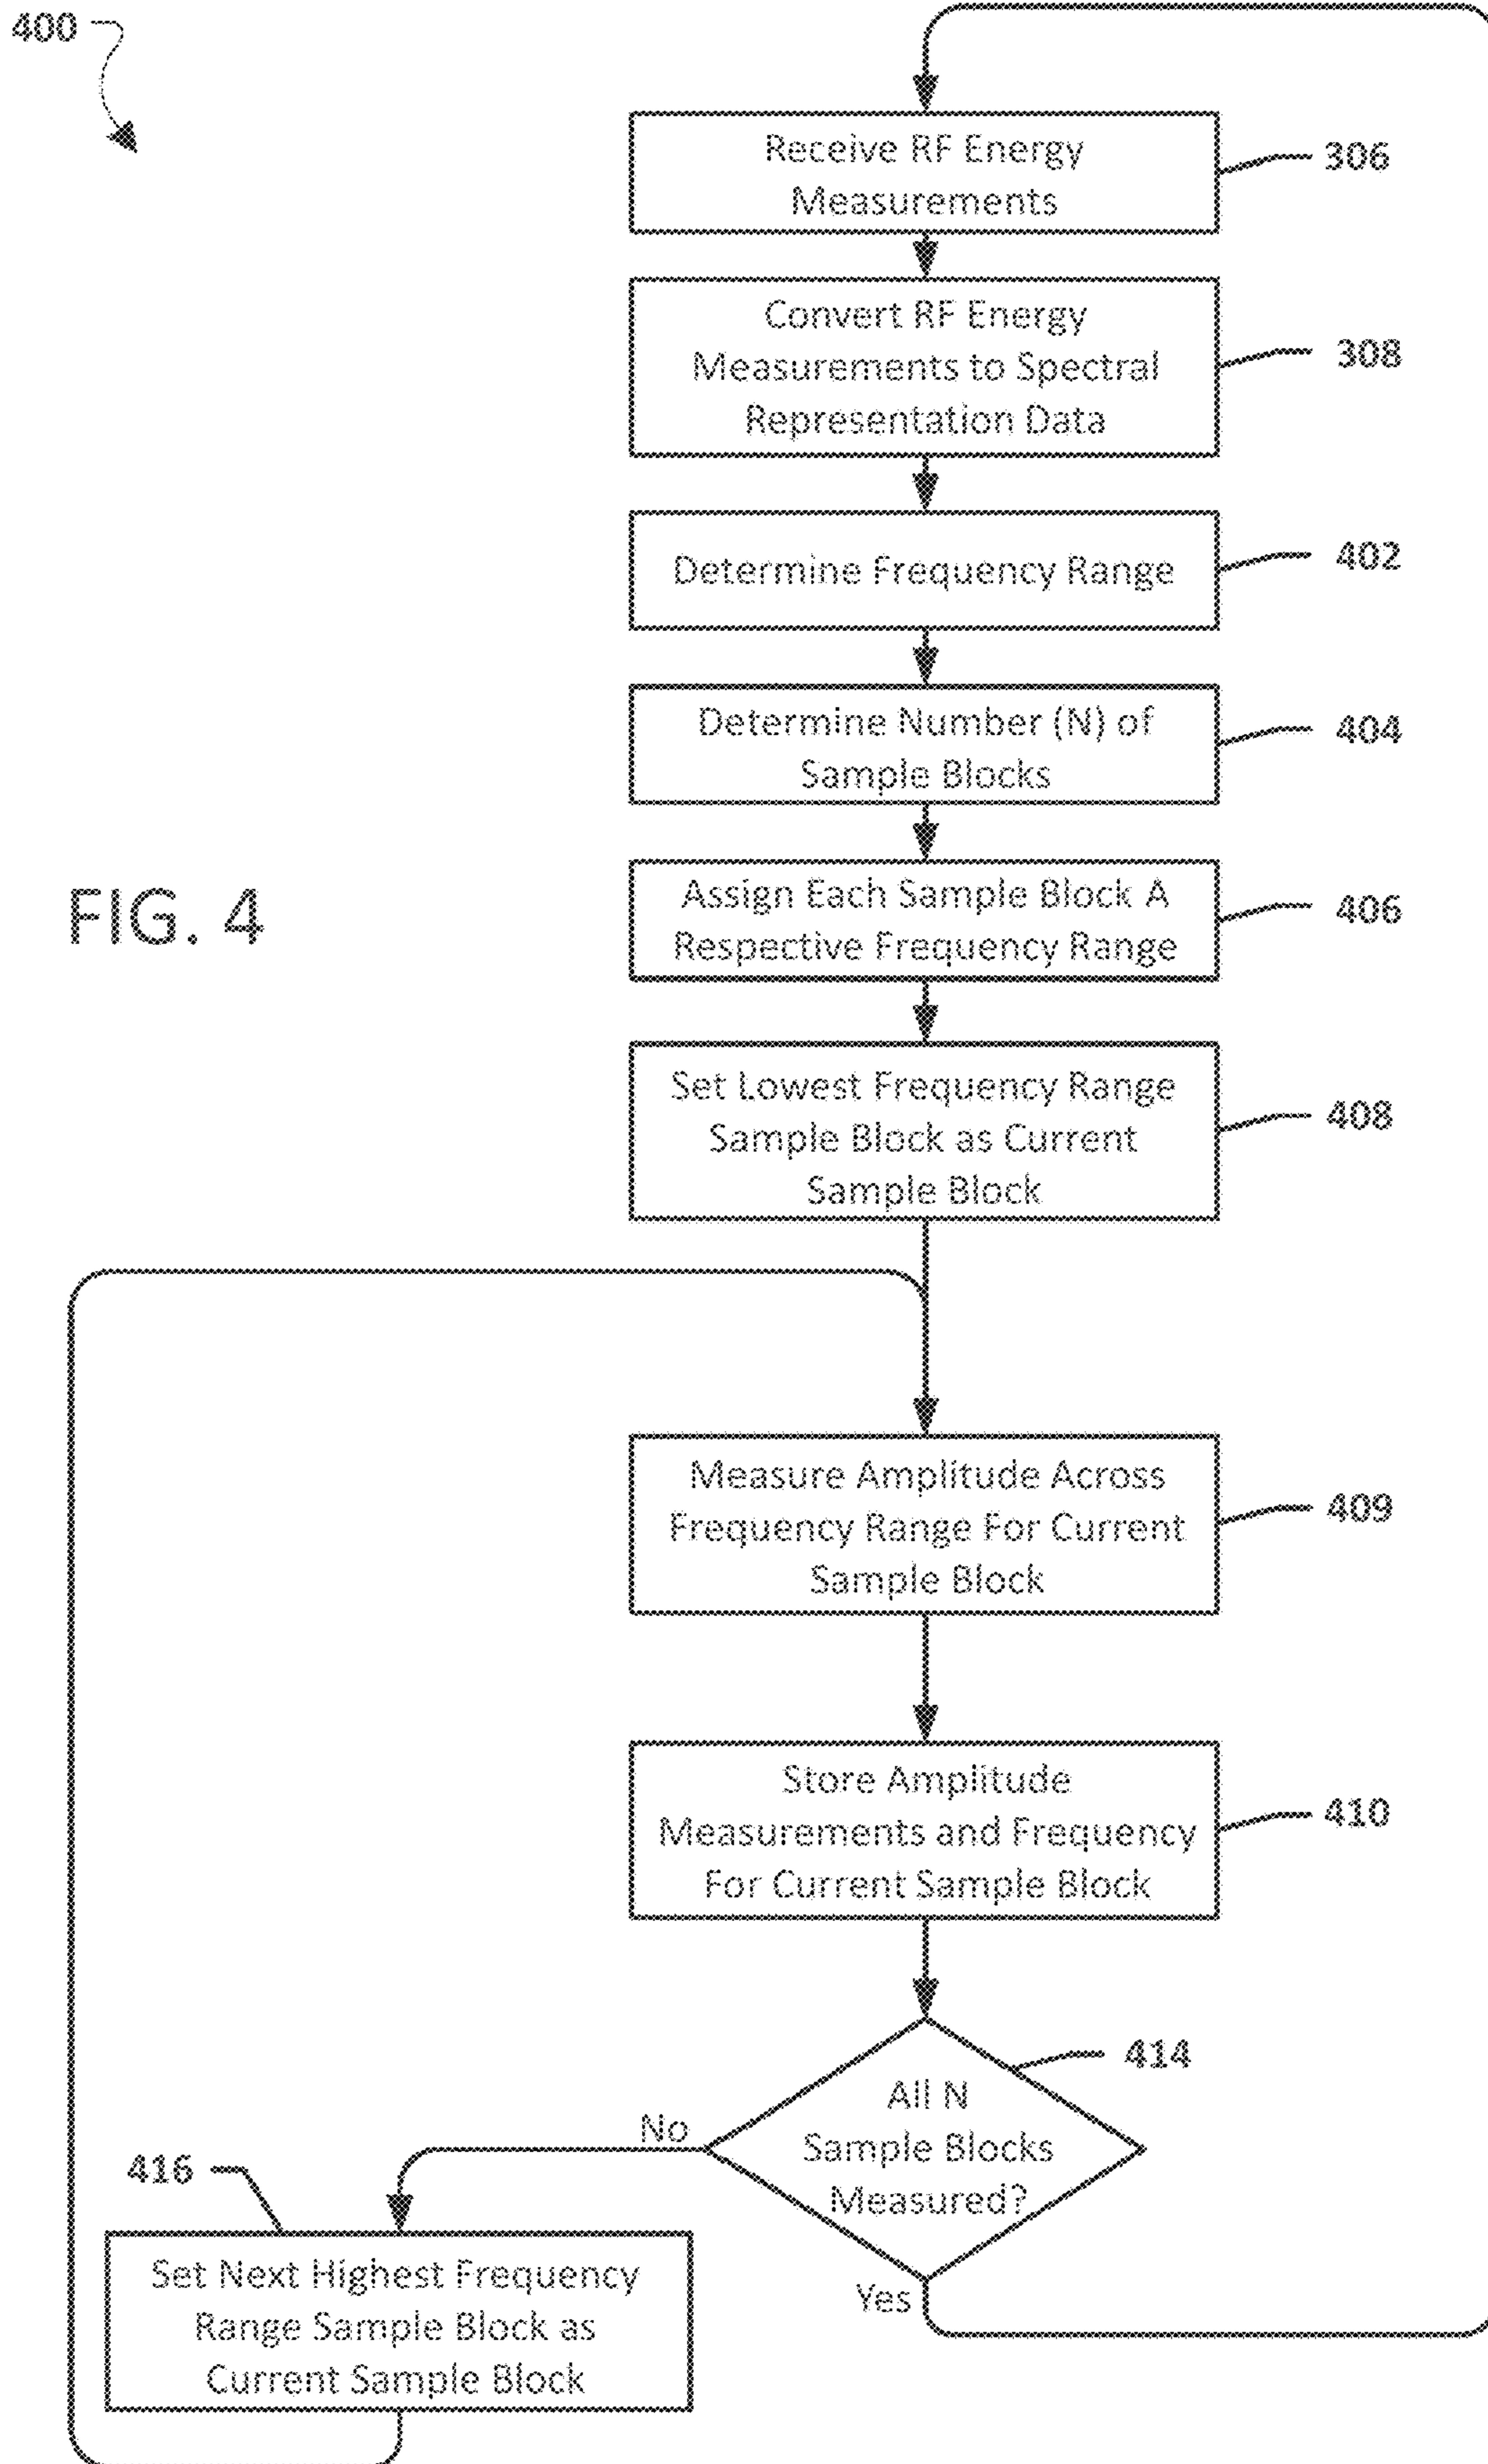 400
Receive RF Energy
Measurements
306
Convert RF Energy
Measurements to Spectral
Representation Data
308
Determine Frequency Range
402
Determine Number (N) of
Sample Blocks
404
FIG. 4
Assign Each Sample Block A
Respective Frequency Range
406
Set Lowest Frequency Range
Sample Block as Current
Sample Block
408
Measure Amplitude Across
Frequency Range For Current
Sample Block
409
Store Amplitude
Measurements and Frequency
For Current Sample Block
410
All N
Sample Blocks
Measured?
414
No
Yes
416
Set Next Highest Frequency
Range Sample Block as
Current Sample Block